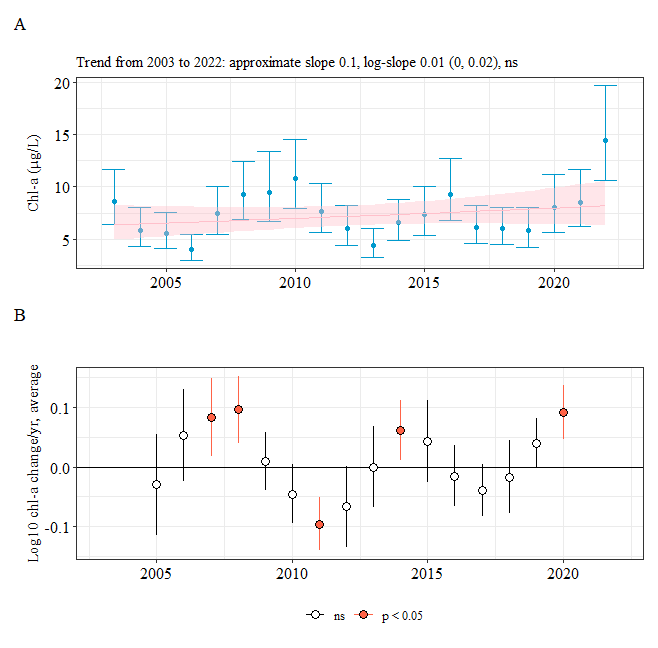 A
Trend from 2003 to 2022: approximate slope 0.1, log-slope 0.01 (0, 0.02), ns
Chl-a (μg/L)
20
15
10
5
2005 2010 2015 2020
B
Log10 chl-a change/yr, average
0.1
0.0
-0.1
2005 2010 2015 2020
ns p < 0.05